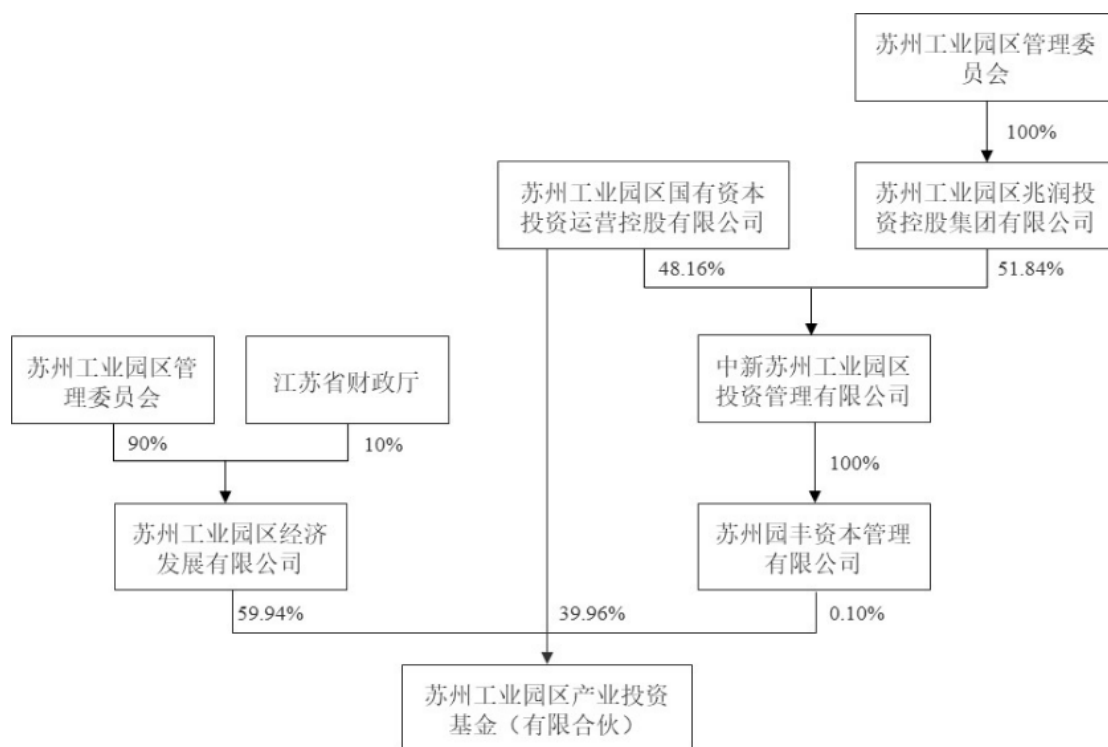 苏州工业园区管理委
员会
100%
苏州工业园区国有资本
投资运营控股有限公司
苏州工业园区兆润投
资控股集团有限公司
48.16%
51.84%
苏州工业园区管
理委员会
江苏省财政厅
中新苏州工业园区
投资管理有限公司
90%
10%
100%
苏州工业园区经济
发展有限公司
苏州园丰资本管理
有限公司
59.94%
39.96%
0.10%
苏州工业园区产业投资
基金（有限合伙）